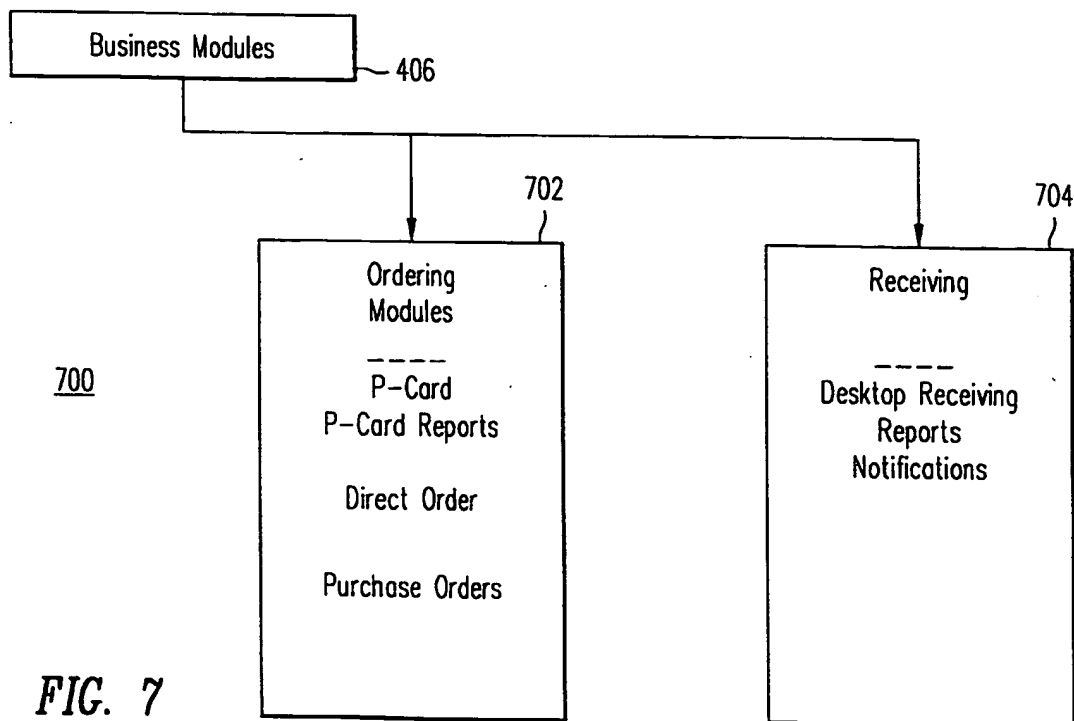 Business Modules
406
702
704
Ordering
Modules
----
P-Card
P-Card Reports
Direct Order
Purchase Orders
Receiving
----
Desktop Receiving
Reports
Notifications
700
FIG. 7